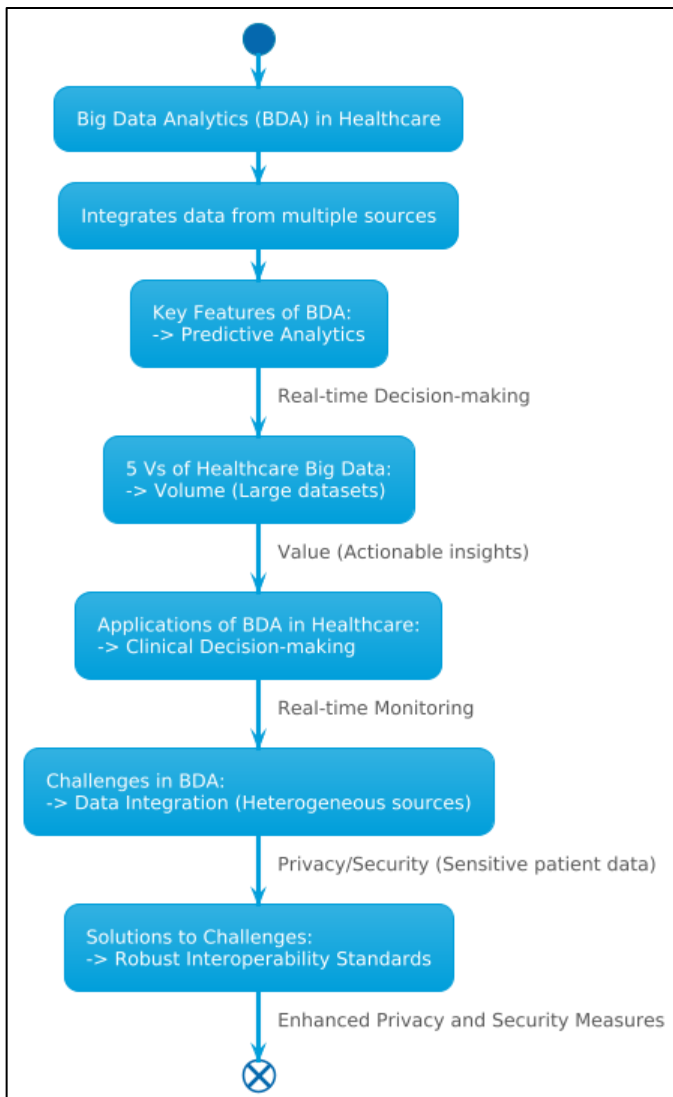 Big Data Analytics (BDA) in Healthcare
Integrates data from multiple sources
Key Features of BDA:
-> Predictive Analytics
Real-time Decision-making
5 Vs of Healthcare Big Data:
-> Volume (Large datasets)
Value (Actionable insights)
Applications of BDA in Healthcare:
-> Clinical Decision-making
Real-time Monitoring
Challenges in BDA:
-> Data Integration (Heterogeneous sources)
Privacy/Security (Sensitive patient data)
Solutions to Challenges:
-> Robust Interoperability Standards
Enhanced Privacy and Security Measures